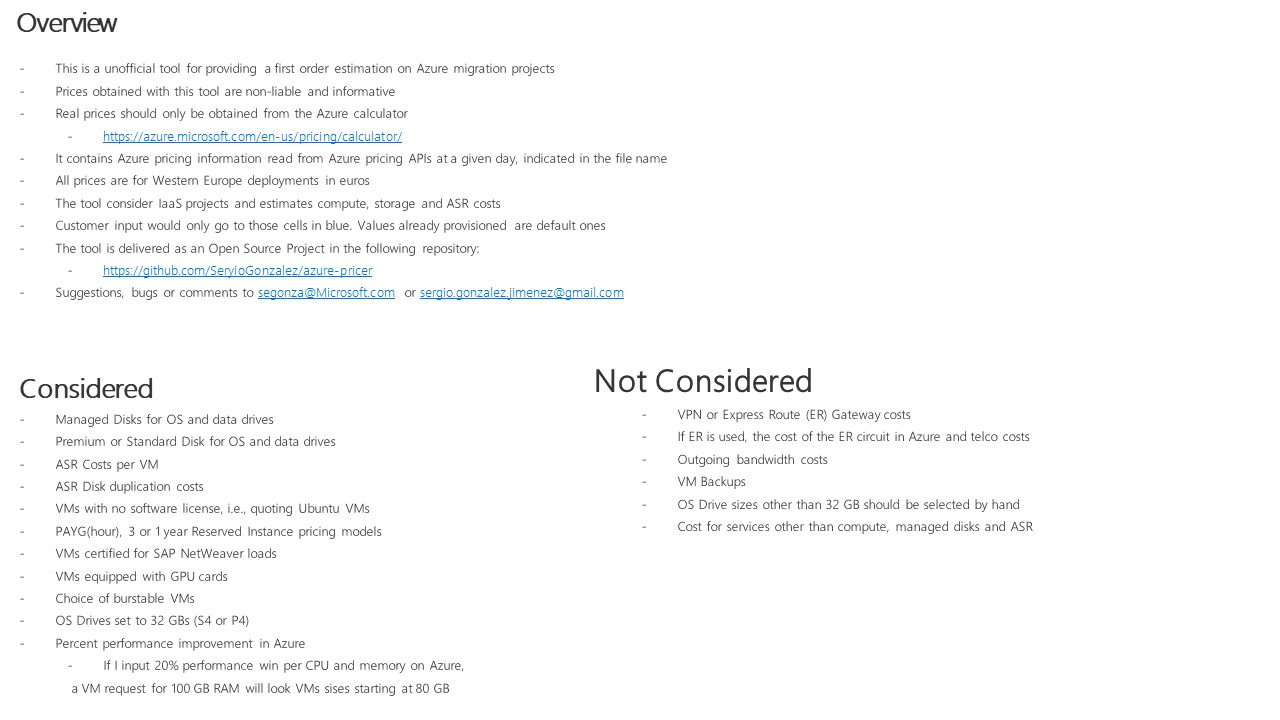 Overview
- This is a unofficial tool for providing a first order estimation on Azure migration projects
- Prices obtained with this tool are non-liable and informative
- Real prices should only be obtained from the Azure calculator
- https://azure.microsoft.com/en-us/pricing/calculator/
- It contains Azure pricing information read from Azure pricing APIs at a given day, indicated in the file name
- All prices are for Western Europe deployments in euros
- The tool consider IaaS projects and estimates compute, storage and ASR costs
- Customer input would only go to those cells in blue. Values already provisioned are default ones
- The tool is delivered as an Open Source Project in the following repository:
- https://github.com/SeryioGonzalez/azure-pricer
- Suggestions, bugs or comments to segonza@Microsoft.com or sergio.gonzalez.jimenez@gmail.com
Considered
- Managed Disks for OS and data drives
- Premium or Standard Disk for OS and data drives
- ASR Costs per VM
- ASR Disk duplication costs
- VMs with no software license, i.e., quoting Ubuntu VMs
- PAYG(hour), 3 or 1 year Reserved Instance pricing models
- VMs certified for SAP NetWeaver loads
- VMs equipped with GPU cards
- Choice of burstable VMs
- OS Drives set to 32 GBs (S4 or P4)
- Percent performance improvement in Azure
- If I input 20% performance win per CPU and memory on Azure,
a VM request for 100 GB RAM will look VMs sises starting at 80 GB
Not Considered
- VPN or Express Route (ER) Gateway costs
- If ER is used, the cost of the ER circuit in Azure and telco costs
- Outgoing bandwidth costs
- VM Backups
- OS Drive sizes other than 32 GB should be selected by hand
- Cost for services other than compute, managed disks and ASR